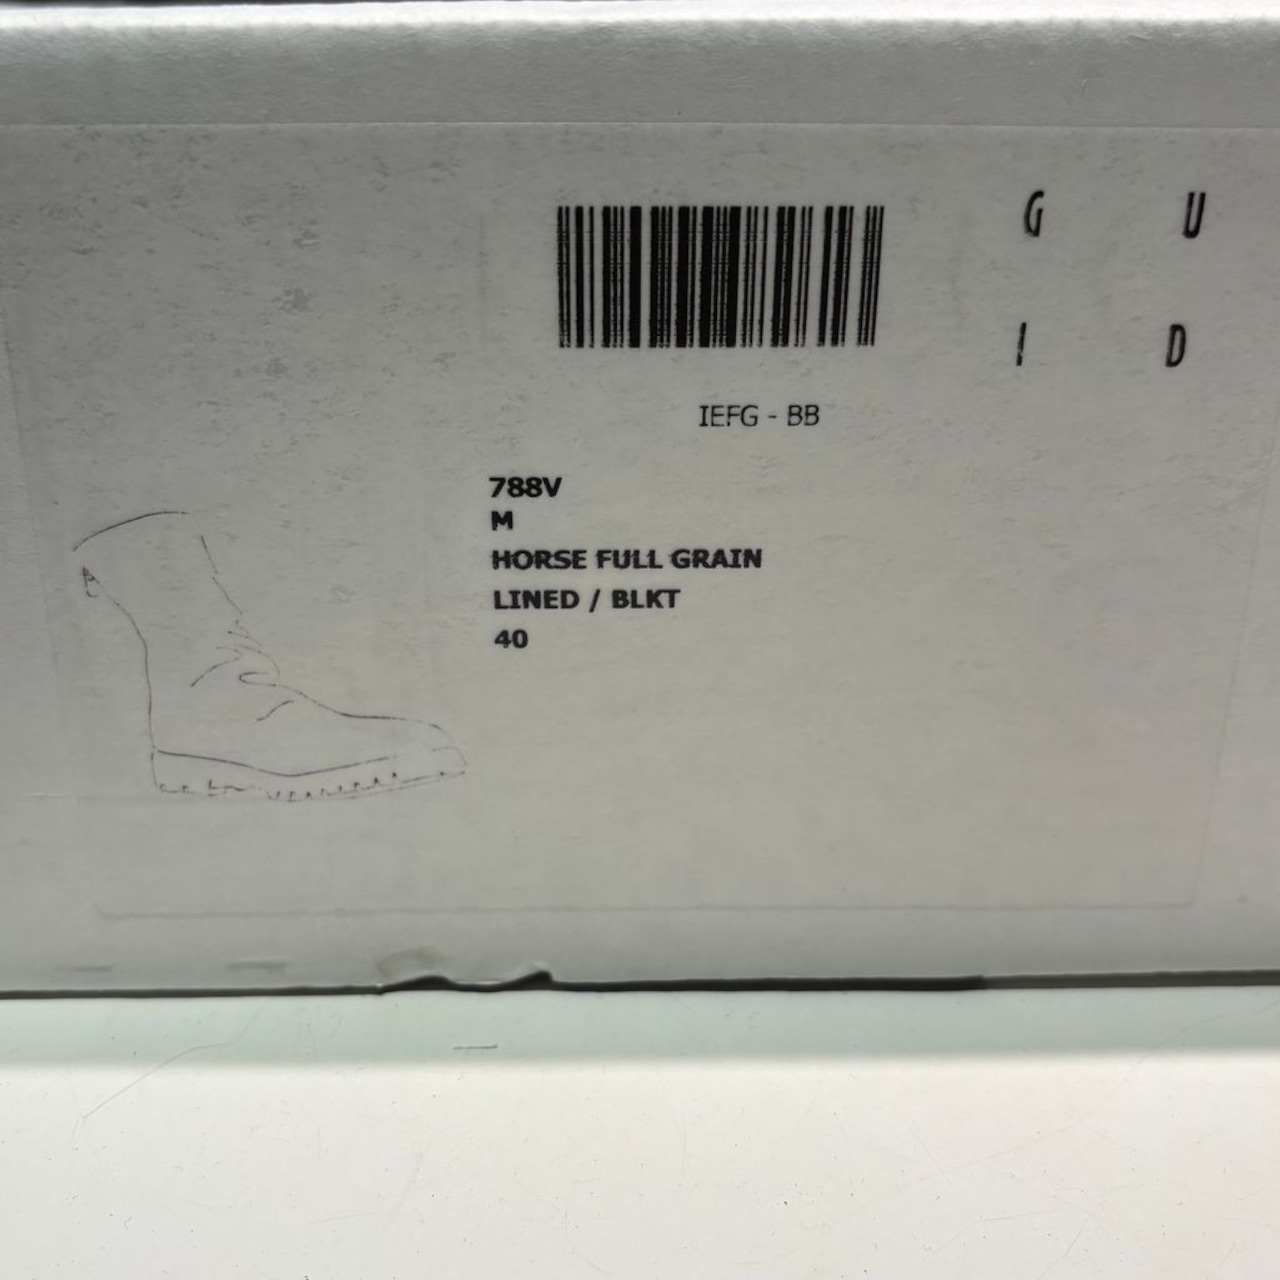 G U
I D
IEFG - BB
788V
M
HORSE FULL GRAIN
LINED / BLKT
40